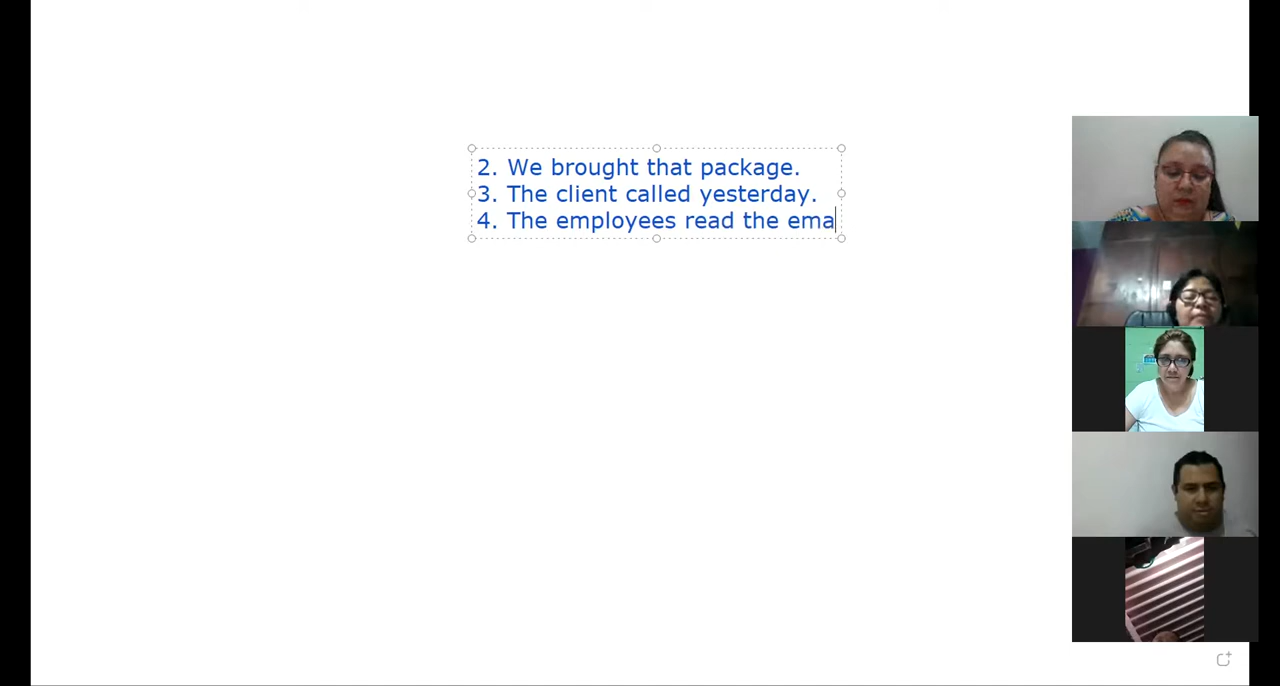 2. We brought that package.
3. The client called yesterday.
4. The employees read the ema